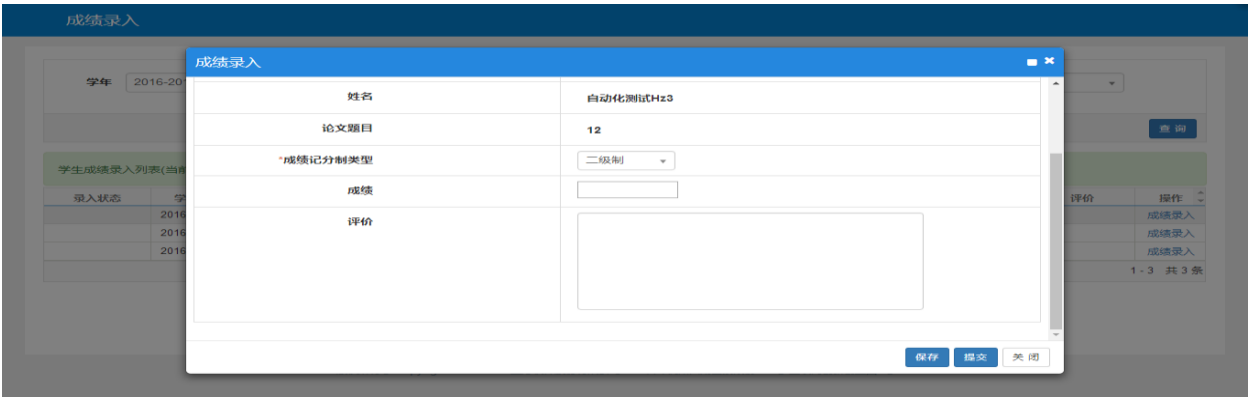 成绩录入
成绩录入
学年 2016-20
姓名 自动化测试Hz3
论文题目 12
查 询
*成绩记分制类型 二级制
学生成绩录入列表(当前
成绩
录入状态 学 评价 操作
2016 成绩录入
评价
2016 成绩录入
2016 成绩录入
1 - 3 共 3 条
保存 提交 关 闭